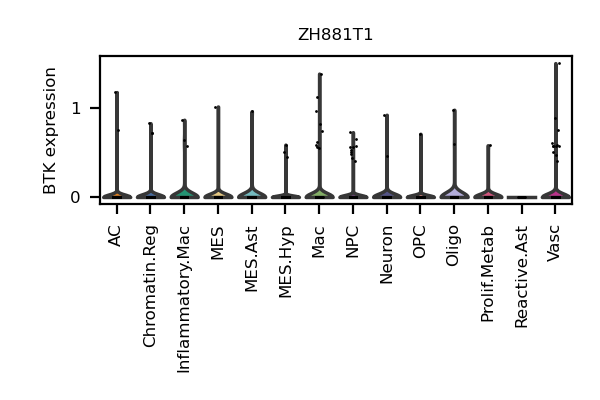 ZH881T1
BTK expression
1
0
AC
Chromatin.Reg
Inflammatory.Mac
MES
MES.Ast
MES.Hyp
Mac
NPC
Neuron
OPC
Oligo
Prolif.Metab
Reactive.Ast
Vasc